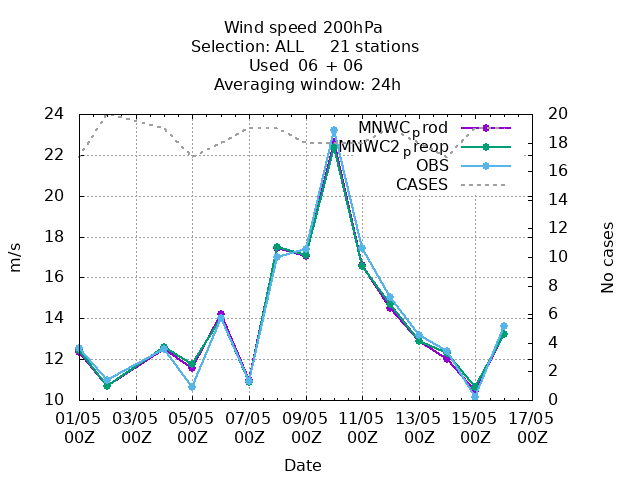 Wind speed 200hPa
Selection: ALL 21 stations
Used 06 + 06
Averaging window: 24h
MNWC_prod
MNWC2_preop
OBS
CASES
24
22
20
18
16
14
12
10
20
18
16
14
12
10
8
6
4
2
0
m/s
No cases
01/05 03/05 05/05 07/05 09/05 11/05 13/05 15/05 17/05
00Z 00Z 00Z 00Z 00Z 00Z 00Z 00Z 00Z
Date